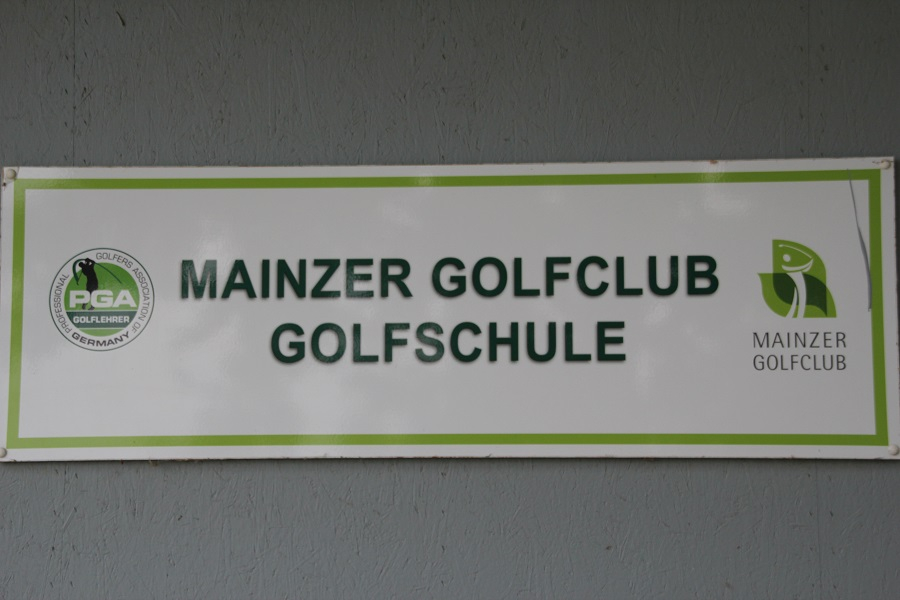 GOLFERS ASSOCIATION OF
PROFESSIONAL
PGA
GOLFLEHRER
GERMANY
MAINZER GOLFCLUB
GOLFSCHULE
MAINZER
GOLFCLUB